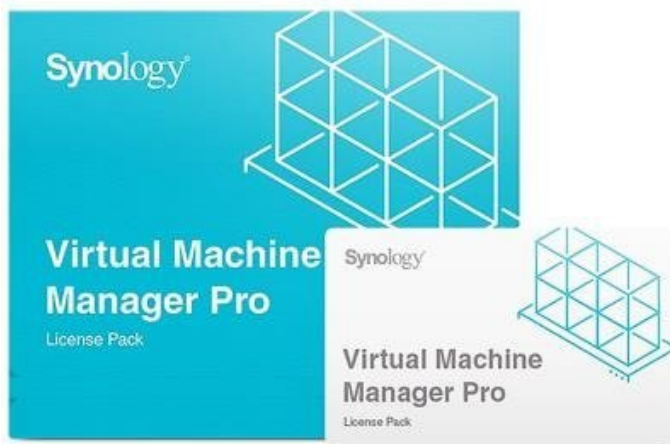 Synology®
Virtual Machine
Manager Pro
License Pack
Synology®
Virtual Machine
Manager Pro
License Pack